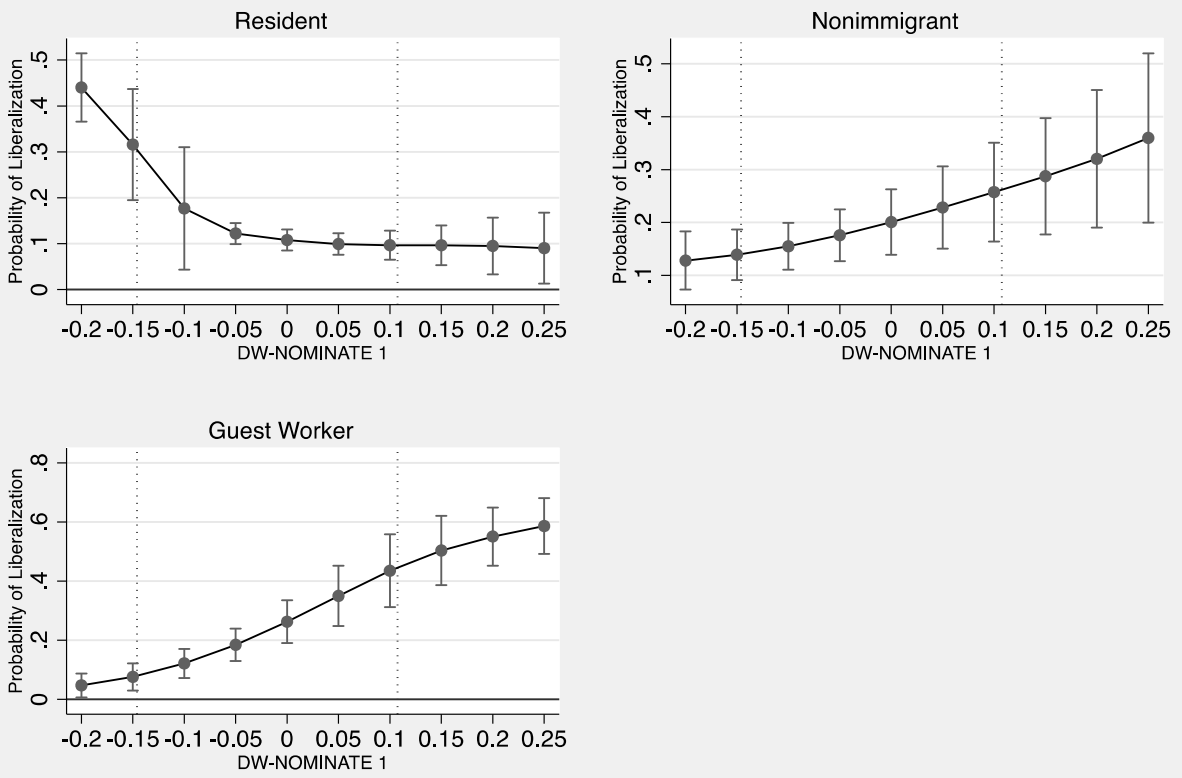 Resident
Probability of Liberalization
.5
.4
.3
.2
.1
0
-0.2 -0.15 -0.1 -0.05 0 0.05 0.1 0.15 0.2 0.25
DW-NOMINATE 1
Nonimmigrant
Probability of Liberalization
.5
.4
.3
.2
.1
-0.2 -0.15 -0.1 -0.05 0 0.05 0.1 0.15 0.2 0.25
DW-NOMINATE 1
Guest Worker
Probability of Liberalization
.8
.6
.4
.2
0
-0.2 -0.15 -0.1 -0.05 0 0.05 0.1 0.15 0.2 0.25
DW-NOMINATE 1